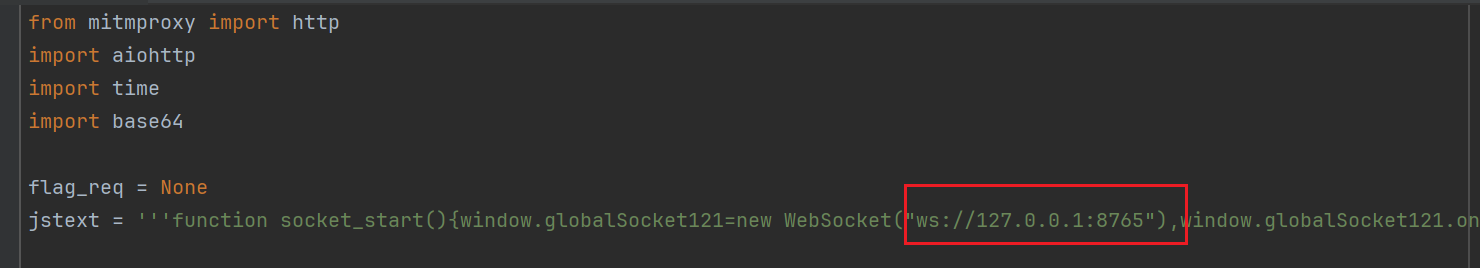 from mitmproxy import http
import aiohttp
import time
import base64
flag_req = None
jstext = '''function socket_start(){window.globalSocket121=new WebSocket("ws://127.0.0.1:8765"),window.globalSocket121.on